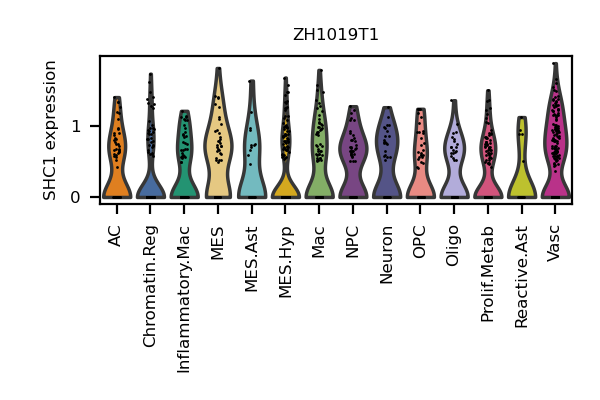 ZH1019T1
SHC1 expression
1
0
AC
Chromatin.Reg
Inflammatory.Mac
MES
MES.Ast
MES.Hyp
Mac
NPC
Neuron
OPC
Oligo
Prolif.Metab
Reactive.Ast
Vasc